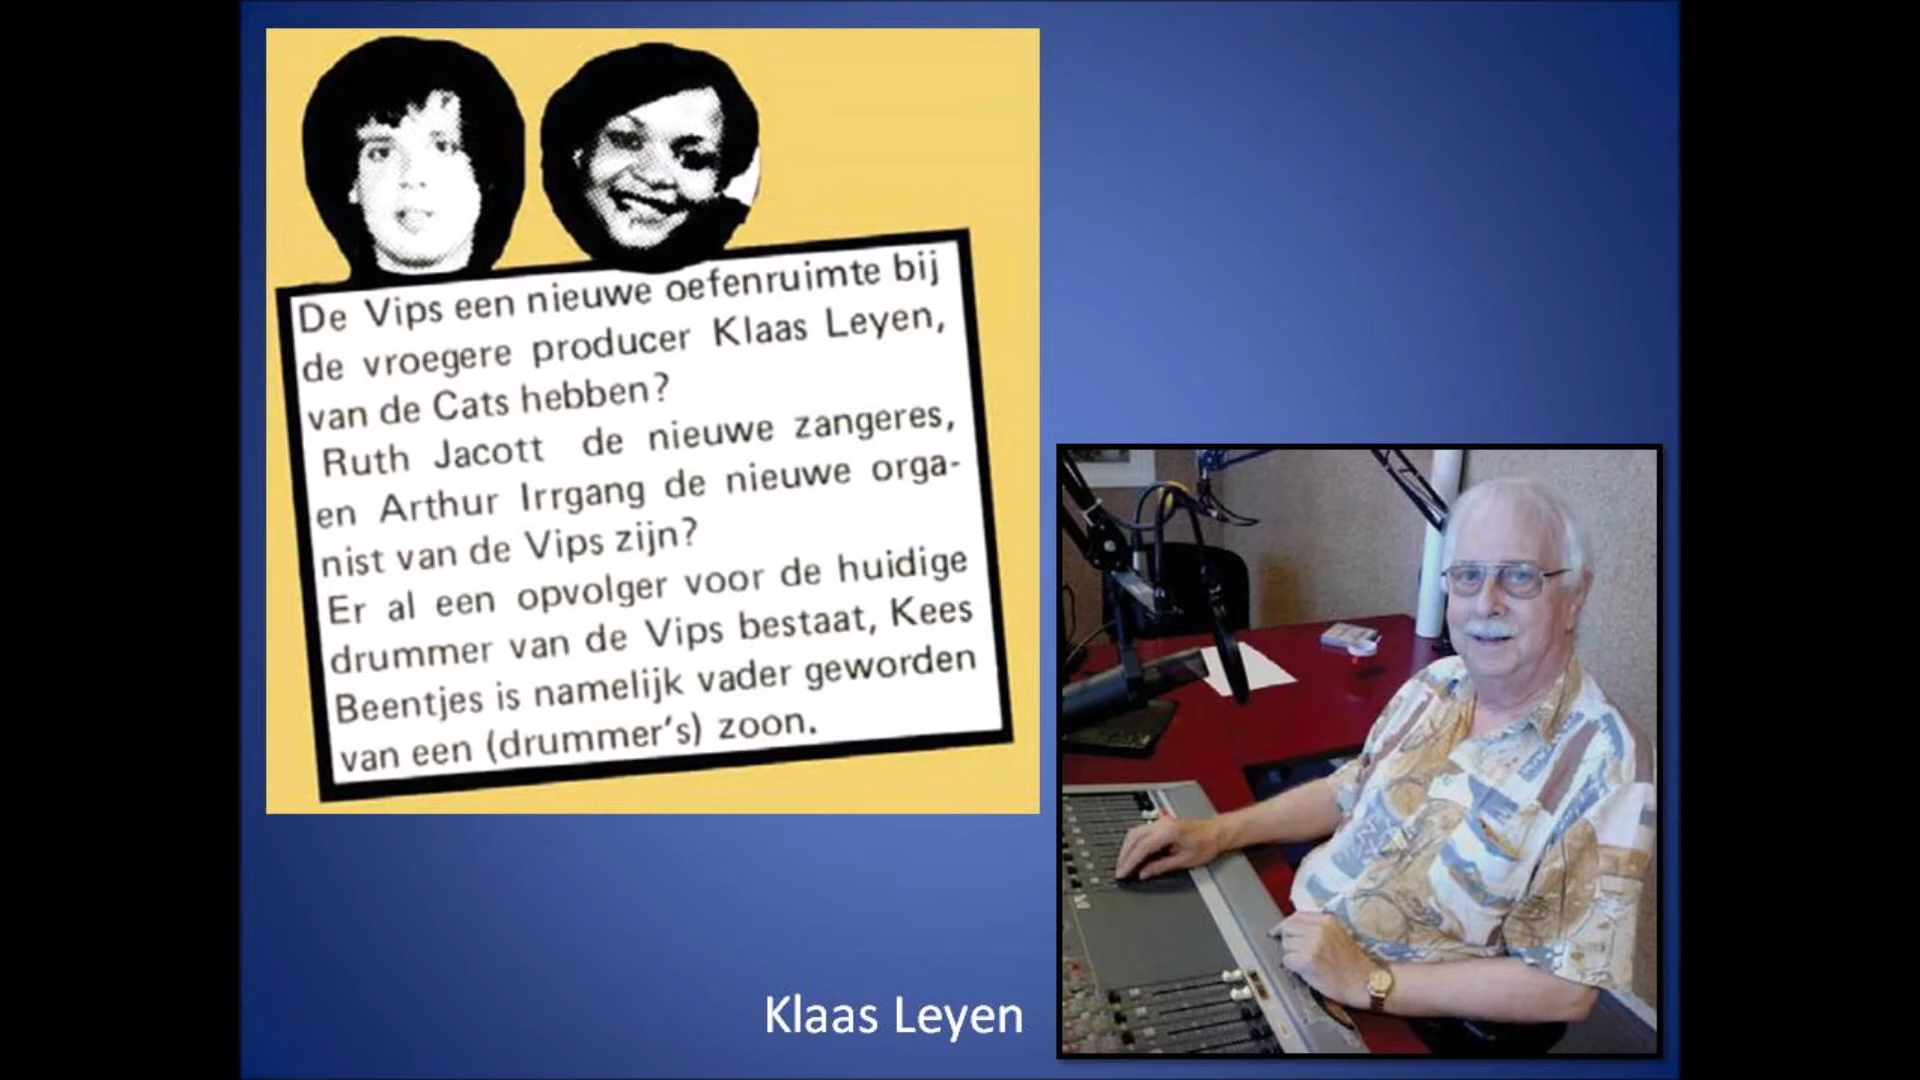 De Vips een nieuwe oefenruimte bij
de vroegere producer Klaas Leyen,
van de Cats hebben?
Ruth Jacott de nieuwe zangeres,
en Arthur Irrgang de nieuwe orga-
nist van de Vips zijn?
Er al een opvolger voor de huidige
drummer van de Vips bestaat, Kees
Beentjes is namelijk vader geworden
van een (drummer's) zoon.
Klaas Leyen